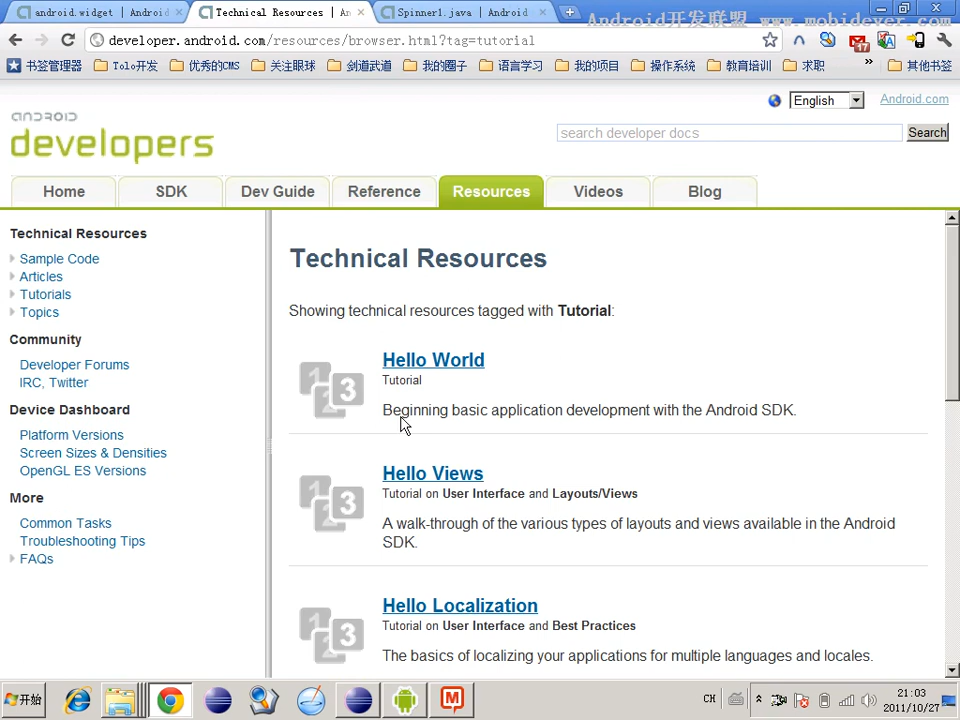 android.widget | Android
Technical Resources | An
Spinner1.java | Android
Android开发联盟 www.mobidever.com
developer.android.com/resources/browser.html?tag=tutorial
17
书签管理器 Tolo开发 优秀的CMS 关注眼球 剑道武道 我的圈子 语言学习 我的项目 操作系统 教育培训 求职 » 其他书签
English Android.com
android
developers
search developer docs Search
Home SDK Dev Guide Reference Resources Videos Blog
Technical Resources
Sample Code
Articles
Tutorials
Topics
Community
Developer Forums
IRC, Twitter
Device Dashboard
Platform Versions
Screen Sizes & Densities
OpenGL ES Versions
More
Common Tasks
Troubleshooting Tips
FAQs
Technical Resources
Showing technical resources tagged with Tutorial:
1 2 3
Hello World
Tutorial
Beginning basic application development with the Android SDK.
1 2 3
Hello Views
Tutorial on User Interface and Layouts/Views
A walk-through of the various types of layouts and views available in the Android
SDK.
1 2 3
Hello Localization
Tutorial on User Interface and Best Practices
The basics of localizing your applications for multiple languages and locales.
开始
CH
21:03
2011/10/27